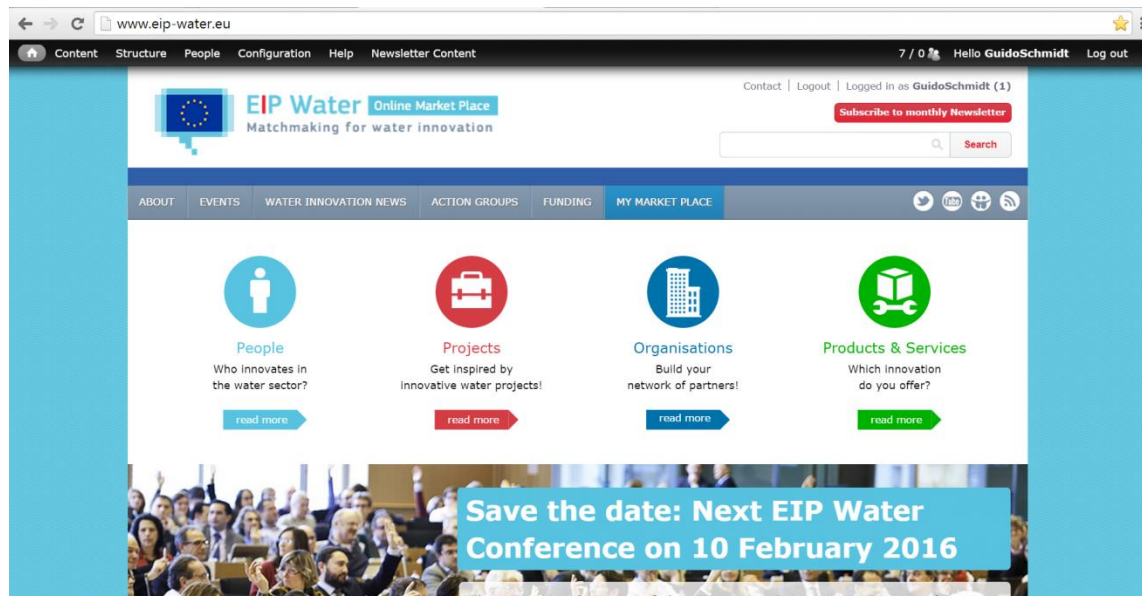 www.eip-water.eu
Content Structure People Configuration Help Newsletter Content 7 / 0 Hello GuidoSchmidt Log out
Contact | Logout | Logged in as GuidoSchmidt (1)
EIP Water Online Market Place
Matchmaking for water innovation
Subscribe to monthly Newsletter
Search
ABOUT EVENTS WATER INNOVATION NEWS ACTION GROUPS FUNDING MY MARKET PLACE
People Projects Organisations Products & Services
Who innovates in Get inspired by Build your Which innovation
the water sector? innovative water projects! network of partners! do you offer?
read more read more read more read more
Save the date: Next EIP Water
Conference on 10 February 2016